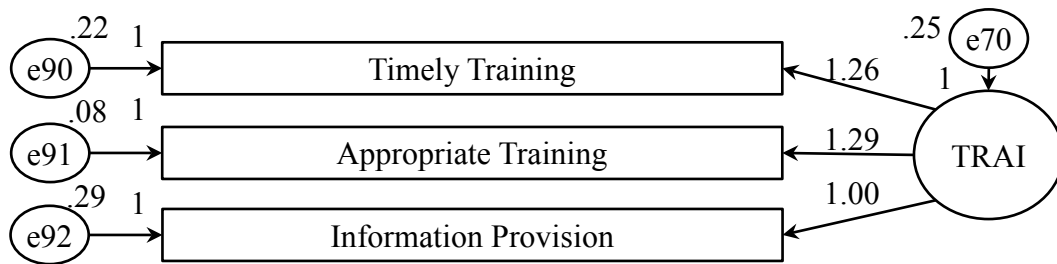 .22 1 .25 e70
e90 Timely Training 1.26 1
.08 1
e91 Appropriate Training 1.29 TRAI
.29 1 1.00
e92 Information Provision